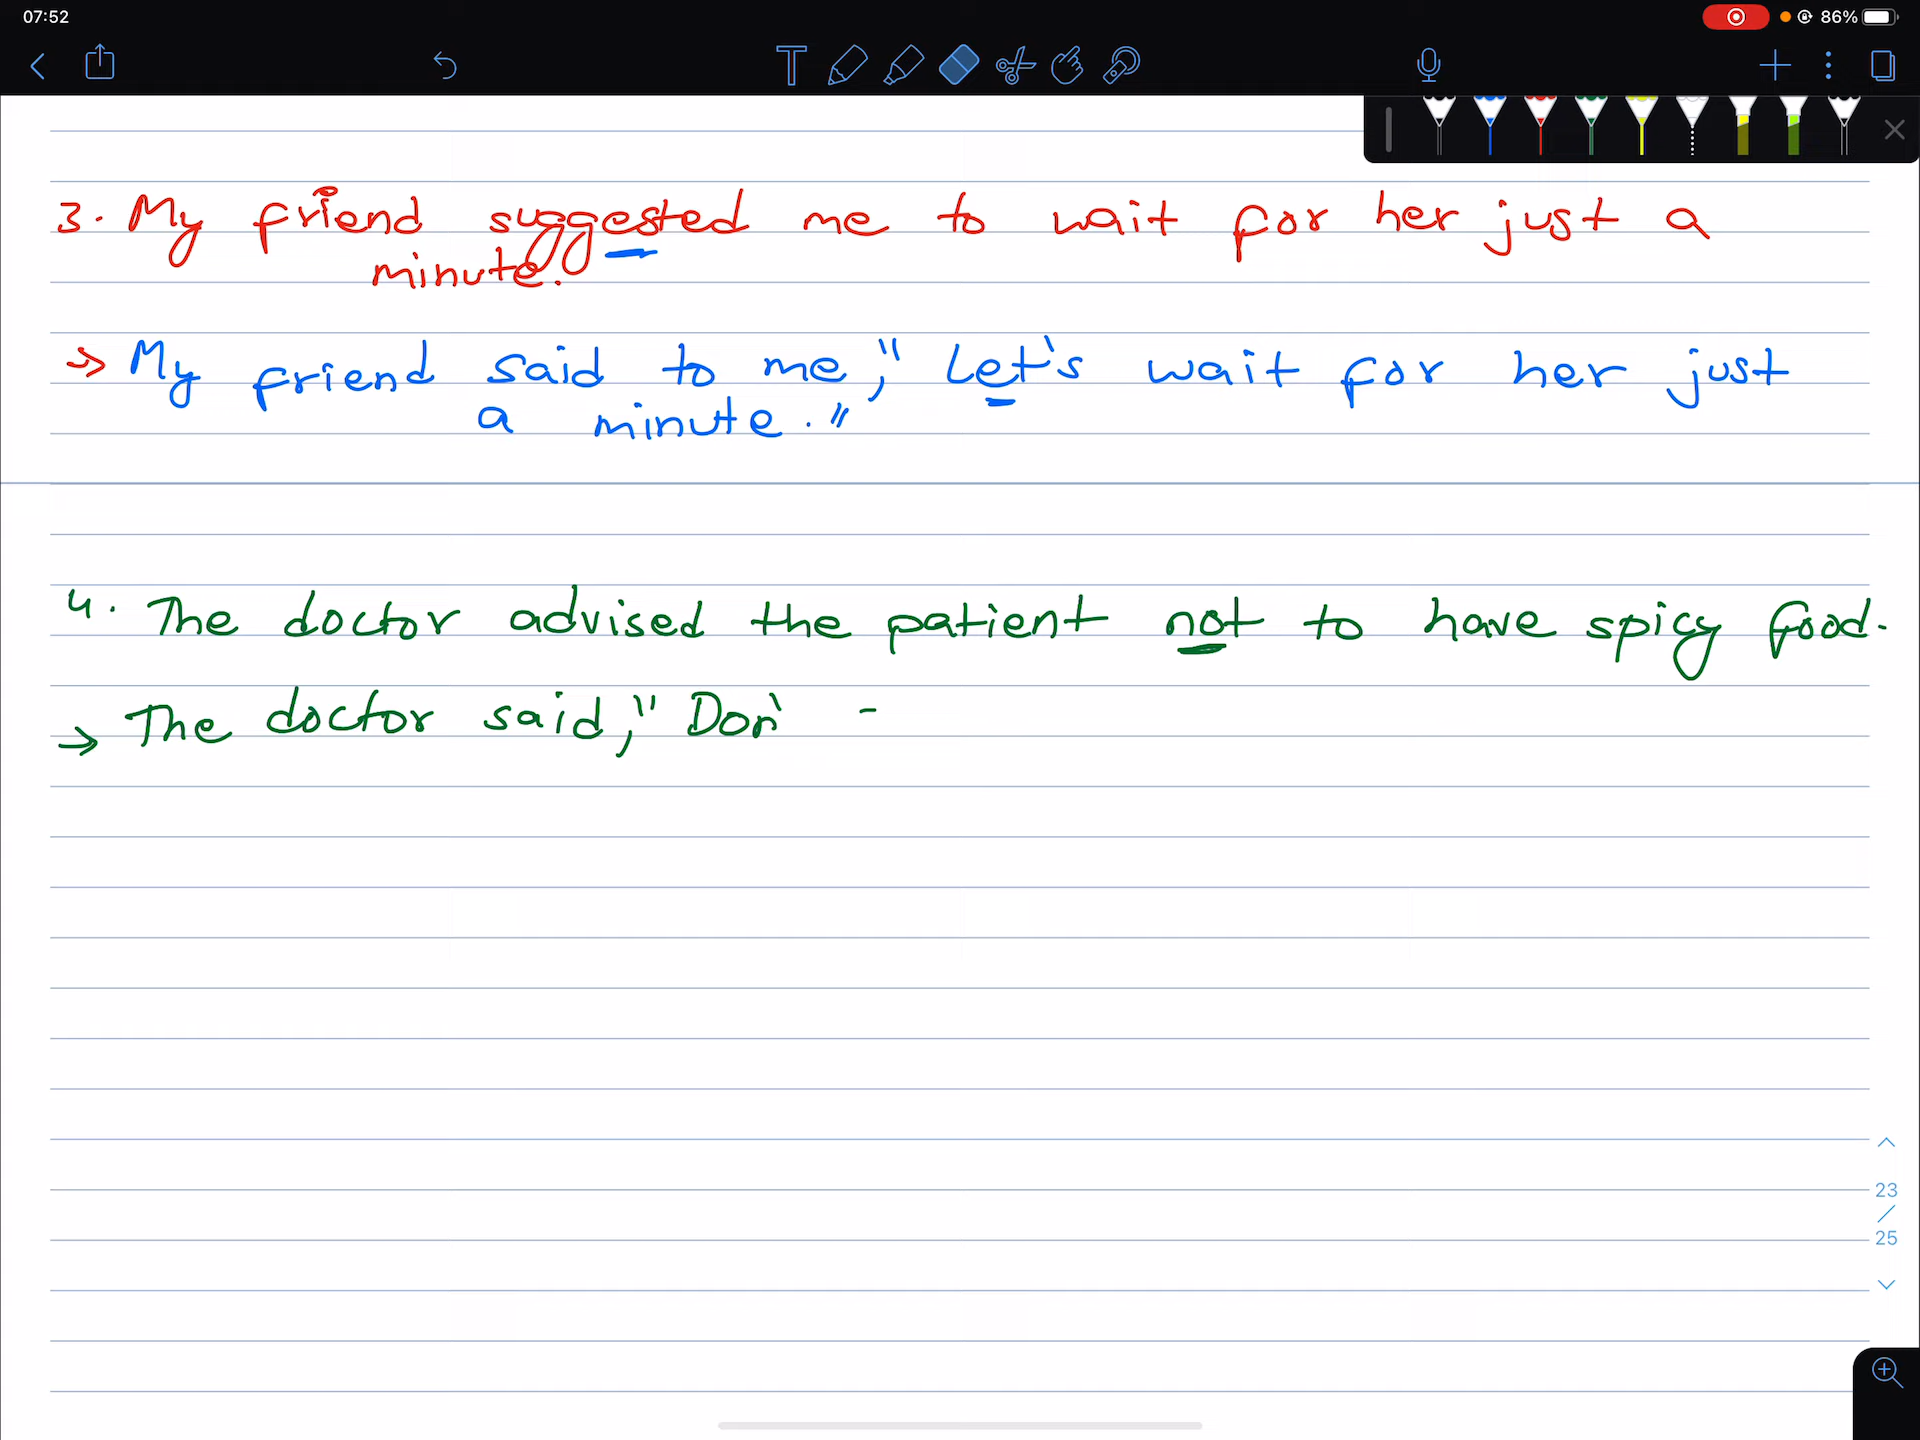 07:52
86%
3. My friend suggested me to wait for her just a
minute.
→ My friend said to me," Let's wait for her just
a minute."
4. The doctor advised the patient not to have spicy food.
→ The doctor said," Don' -
23
/
25